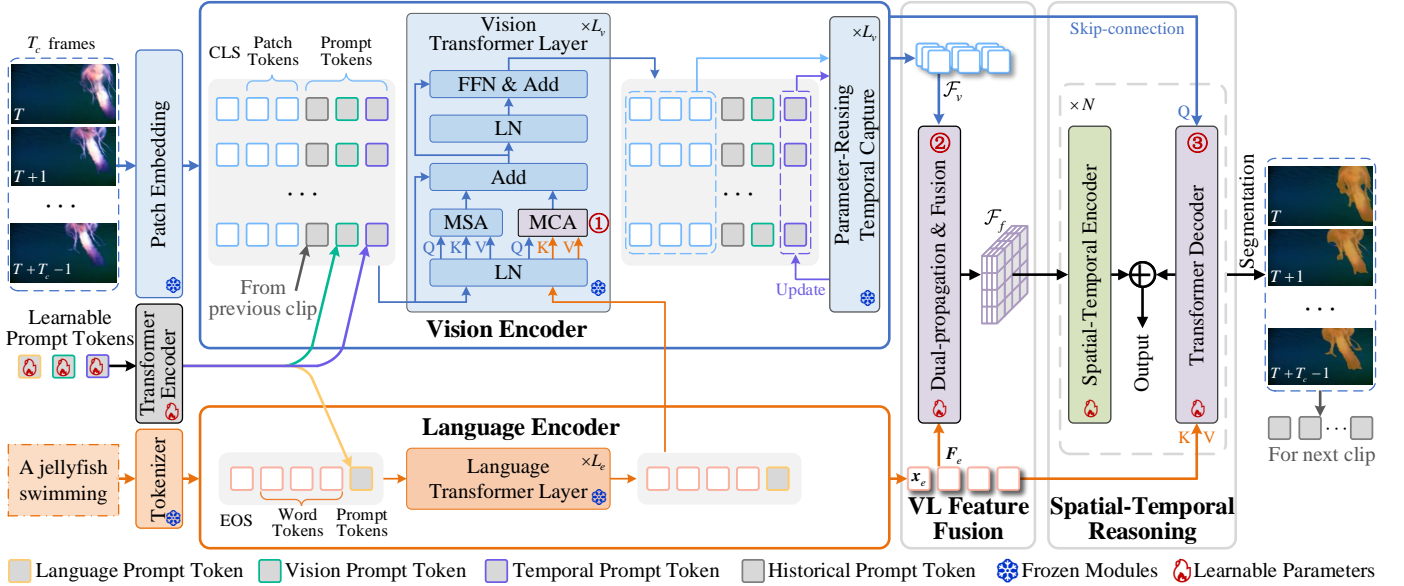 T_c frames
T
T+1
· · ·
T+T_c−1
Patch Embedding
CLS
Patch Tokens
Prompt Tokens
· · ·
From previous clip
Vision Transformer Layer
×L_v
FFN & Add
LN
Add
MSA
MCA
①
Q
K
V
Q
K
V
LN
Vision Encoder
· · ·
Update
×L_v
Parameter-Reusing Temporal Capture
F_v
Skip-connection
②
Dual-propagation & Fusion
F_f
×N
Spatial-Temporal Encoder
Output
Q
③
Transformer Decoder
K
V
Segmentation
T
T+1
· · ·
T+T_c−1
· · ·
For next clip
Learnable Prompt Tokens
Transformer Encoder
A jellyfish swimming
Tokenizer
Language Encoder
EOS
Word Tokens
Prompt Tokens
Language Transformer Layer
×L_e
x_e
F_e
VL Feature Fusion
Spatial-Temporal Reasoning
Language Prompt Token
Vision Prompt Token
Temporal Prompt Token
Historical Prompt Token
Frozen Modules
Learnable Parameters